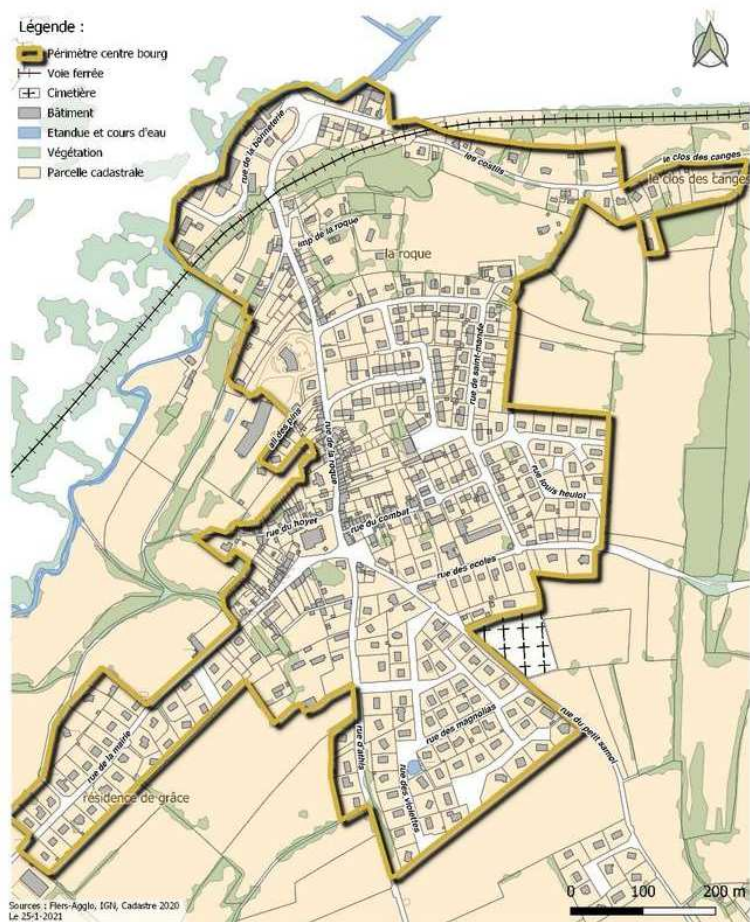 Légende :
Périmètre centre bourg
Voie ferrée
Cimetière
Bâtiment
Etandue et cours d'eau
Végétation
Parcelle cadastrale
rue de la bonneterie
les costils
le clos des canges
le clos des canges
imp de la roque
la roque
rue de saint-mande
all des pins
rue de la roque
rue louis heulot
rue du hoyer
rue du combat
rue des ecoles
rue des magnolias
rue du petit samoi
rue d'athis
rue de la mairie
rue des violettes
résidence de grâce
0 100 200 m
Sources : Flers-Agglo, IGN, Cadastre 2020
Le 25-1-2021